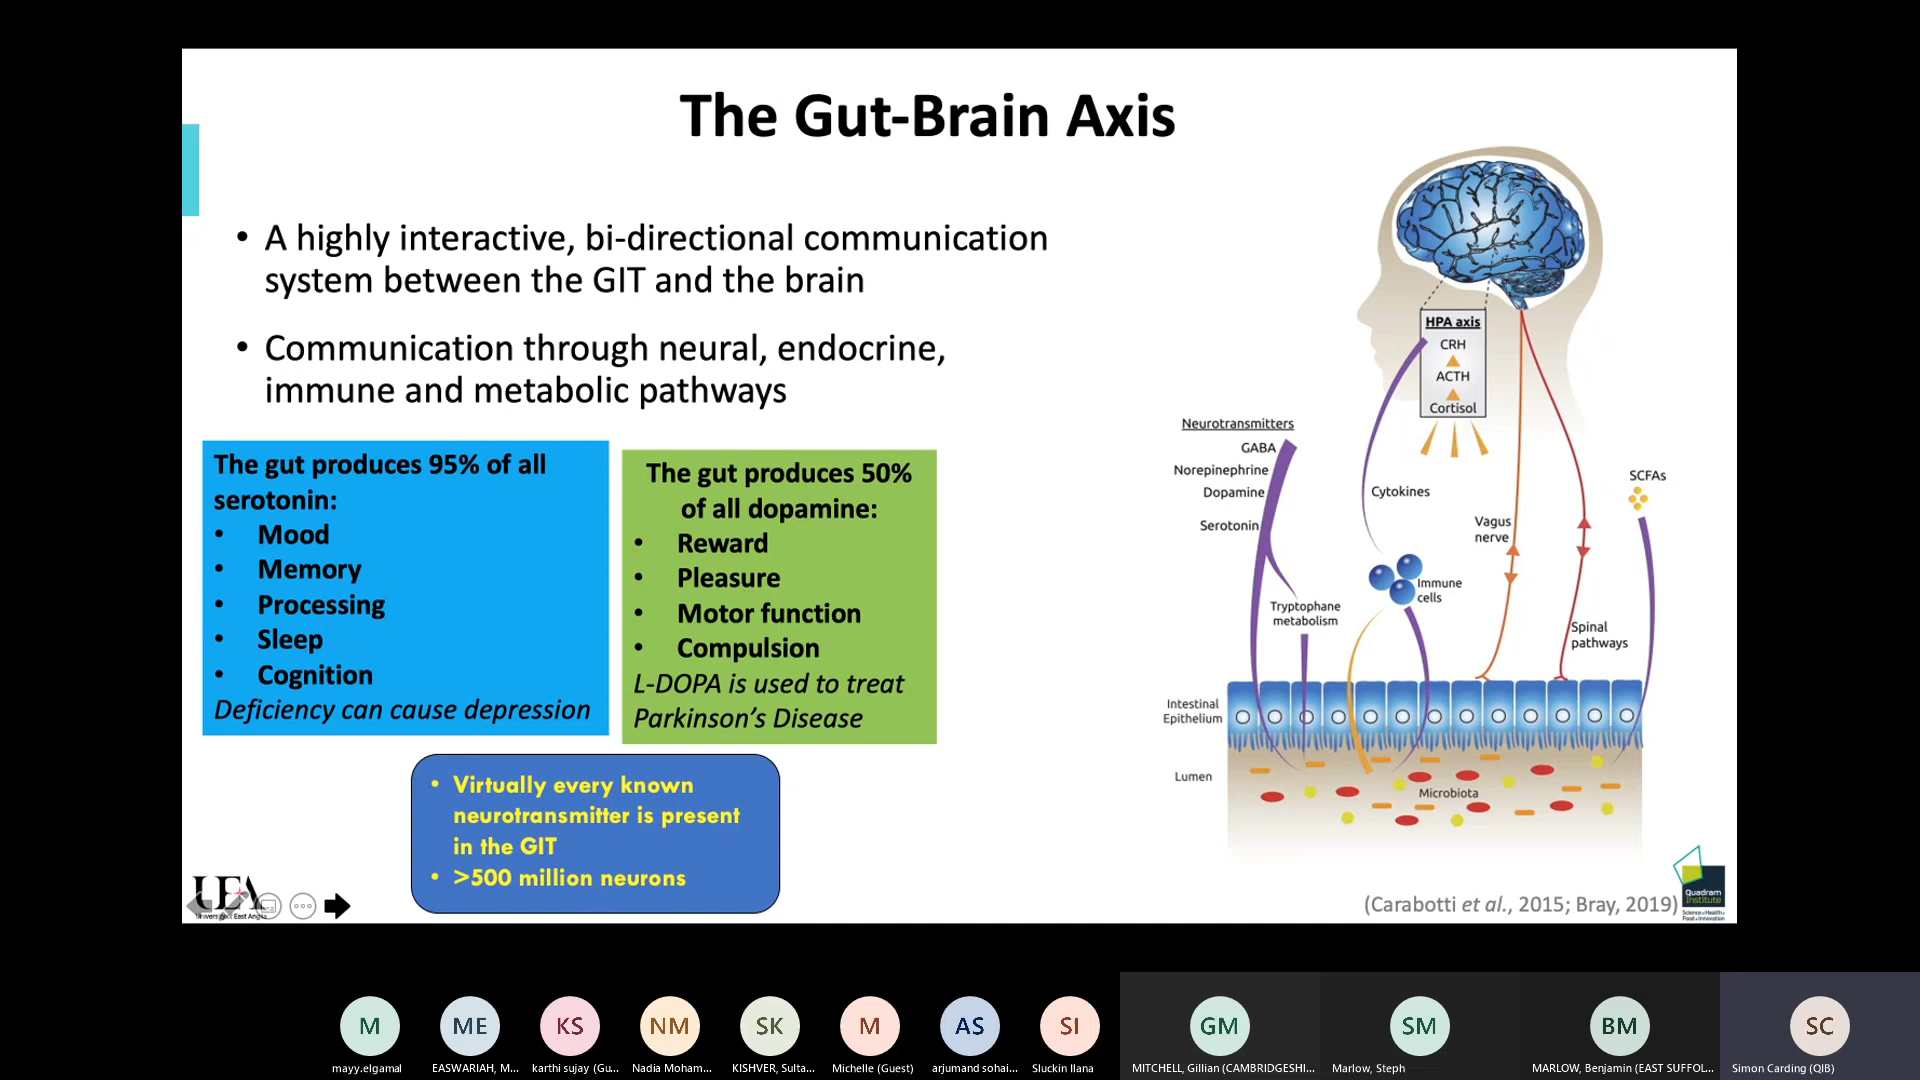 The Gut-Brain Axis
• A highly interactive, bi-directional communication
system between the GIT and the brain
• Communication through neural, endocrine,
immune and metabolic pathways
The gut produces 95% of all
serotonin:
• Mood
• Memory
• Processing
• Sleep
• Cognition
Deficiency can cause depression
The gut produces 50%
of all dopamine:
• Reward
• Pleasure
• Motor function
• Compulsion
L-DOPA is used to treat
Parkinson's Disease
• Virtually every known
neurotransmitter is present
in the GIT
• >500 million neurons
HPA axis
CRH
ACTH
Cortisol
Neurotransmitters
GABA
Norepinephrine
Dopamine
Serotonin
Cytokines
Vagus
nerve
SCFAs
Immune
cells
Tryptophane
metabolism
Spinal
pathways
Intestinal
Epithelium
Lumen
Microbiota
UEA
(Carabotti et al., 2015; Bray, 2019)
Quadram
Institute
Science • Health •
Food • Innovation
M
ME
KS
NM
SK
M
AS
SI
GM
SM
BM
SC
mayy.elgamal
EASWARIAH, M...
karthi sujay (Gu...
Nadia Moham...
KISHVER, Sulta...
Michelle (Guest)
arjumand sohai...
Sluckin Ilana
MITCHELL, Gillian (CAMBRIDGESHI...
Marlow, Steph
MARLOW, Benjamin (EAST SUFFOL...
Simon Carding (QIB)